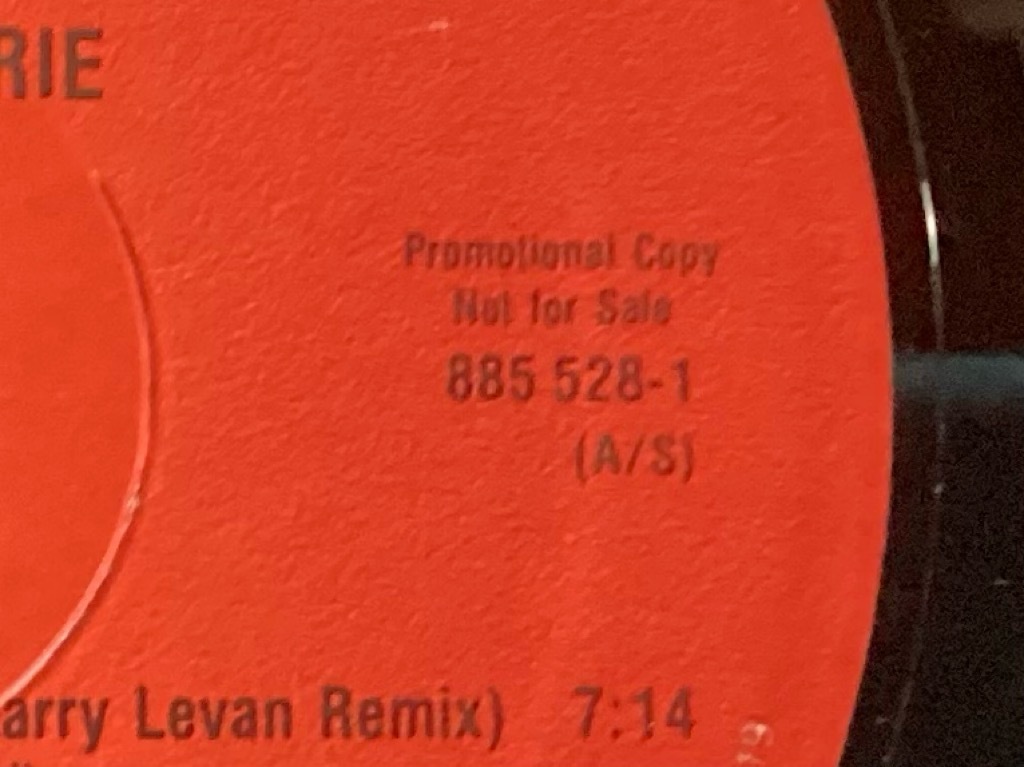 RIE
Promotional Copy
Not for Sale
885 528-1
(A/S)
arry Levan Remix) 7:14